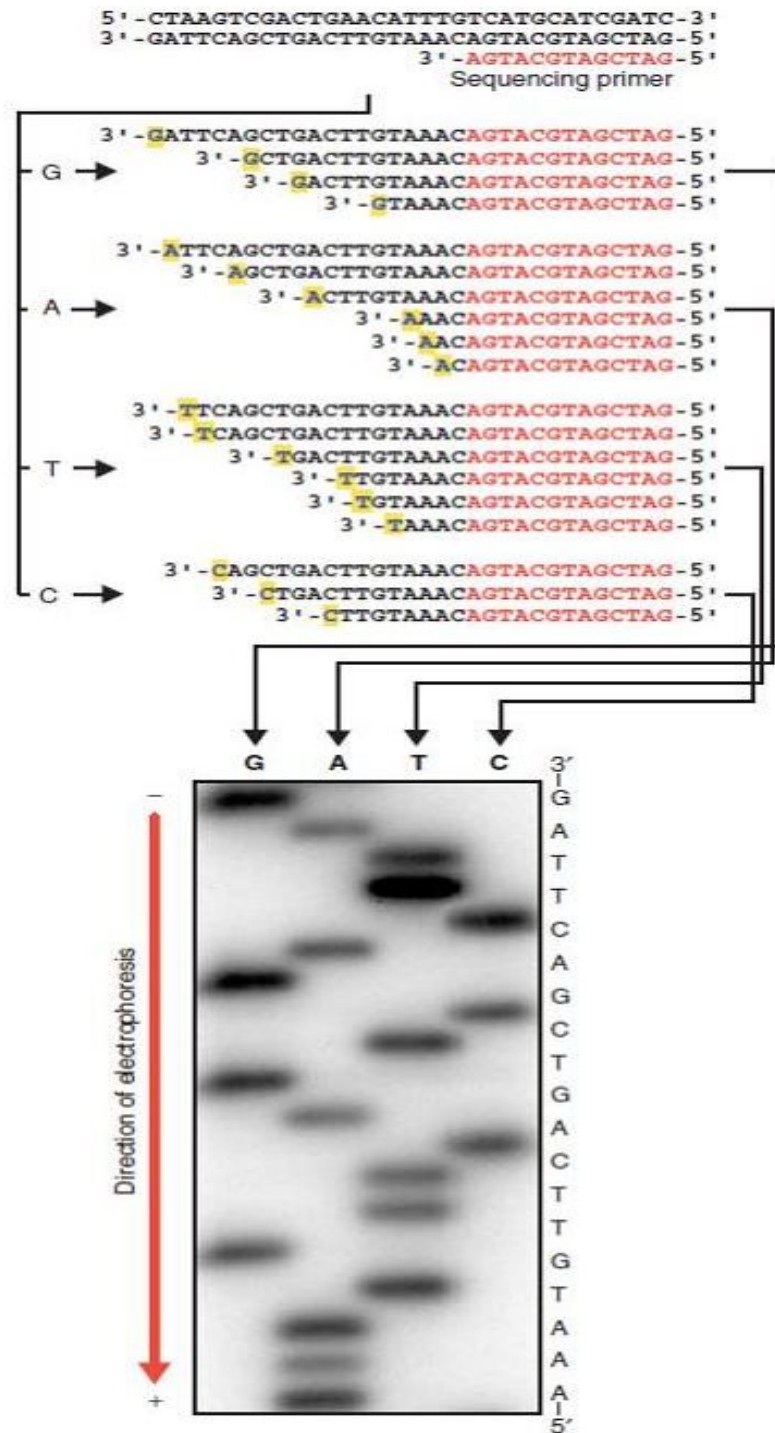 5'-CTAAGTCGACTGAACATTTGTCATGCATCGATC-3'
3'-GATTCAGCTGACTTGTAAACAGTACGTAGCTAG-5'
3'-AGTACGTAGCTAG-5'
Sequencing primer
G
3'-GATTCAGCTGACTTGTAAACAGTACGTAGCTAG-5'
3'-GCTGACTTGTAAACAGTACGTAGCTAG-5'
3'-GACTTGTAAACAGTACGTAGCTAG-5'
3'-GTAAACAGTACGTAGCTAG-5'
A
3'-ATTCAGCTGACTTGTAAACAGTACGTAGCTAG-5'
3'-AGCTGACTTGTAAACAGTACGTAGCTAG-5'
3'-ACTTGTAAACAGTACGTAGCTAG-5'
3'-AAACAGTACGTAGCTAG-5'
3'-AACAGTACGTAGCTAG-5'
3'-ACAGTACGTAGCTAG-5'
T
3'-TTCAGCTGACTTGTAAACAGTACGTAGCTAG-5'
3'-TCAGCTGACTTGTAAACAGTACGTAGCTAG-5'
3'-TGACTTGTAAACAGTACGTAGCTAG-5'
3'-TTGTAAACAGTACGTAGCTAG-5'
3'-TGTAAACAGTACGTAGCTAG-5'
3'-TAAACAGTACGTAGCTAG-5'
C
3'-CAGCTGACTTGTAAACAGTACGTAGCTAG-5'
3'-CTGACTTGTAAACAGTACGTAGCTAG-5'
3'-CTTGTAAACAGTACGTAGCTAG-5'
G A T C
−
Direction of electrophoresis
+
3′
G
A
T
T
C
A
G
C
T
G
A
C
T
T
G
T
A
A
A
5′